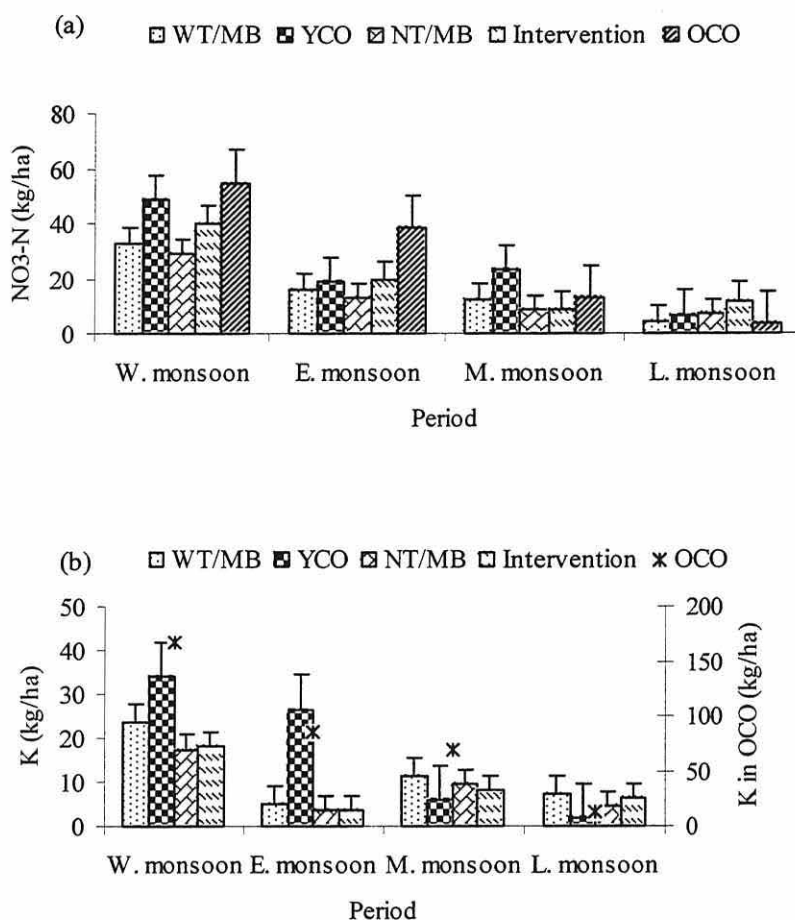 (a) WT/MB YCO NT/MB Intervention OCO
NO3-N (kg/ha)
80
60
40
20
0
W. monsoon E. monsoon M. monsoon L. monsoon
Period
(b) WT/MB YCO NT/MB Intervention OCO
K (kg/ha)
50
40
30
20
10
0
200
150
100
50
0
K in OCO (kg/ha)
W. monsoon E. monsoon M. monsoon L. monsoon
Period